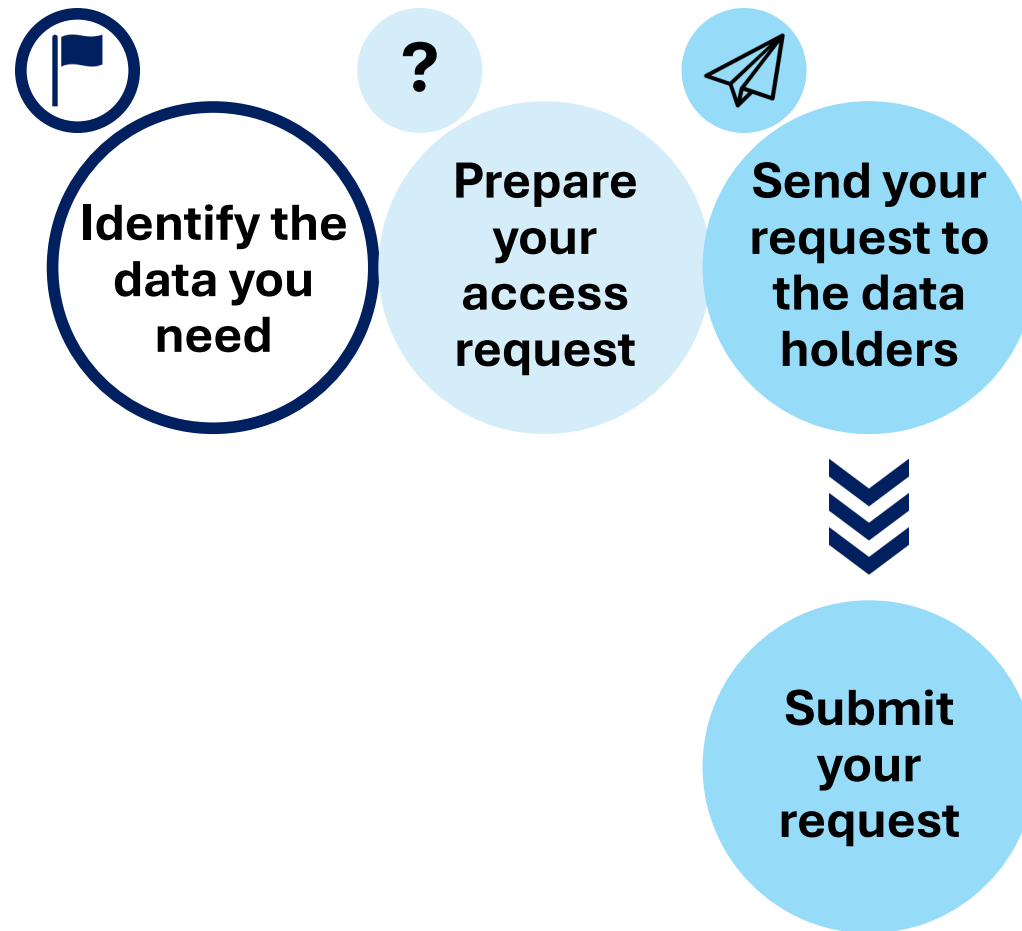 ?
Identify the
data you
need
Prepare
your
access
request
Send your
request to
the data
holders
Submit
your
request